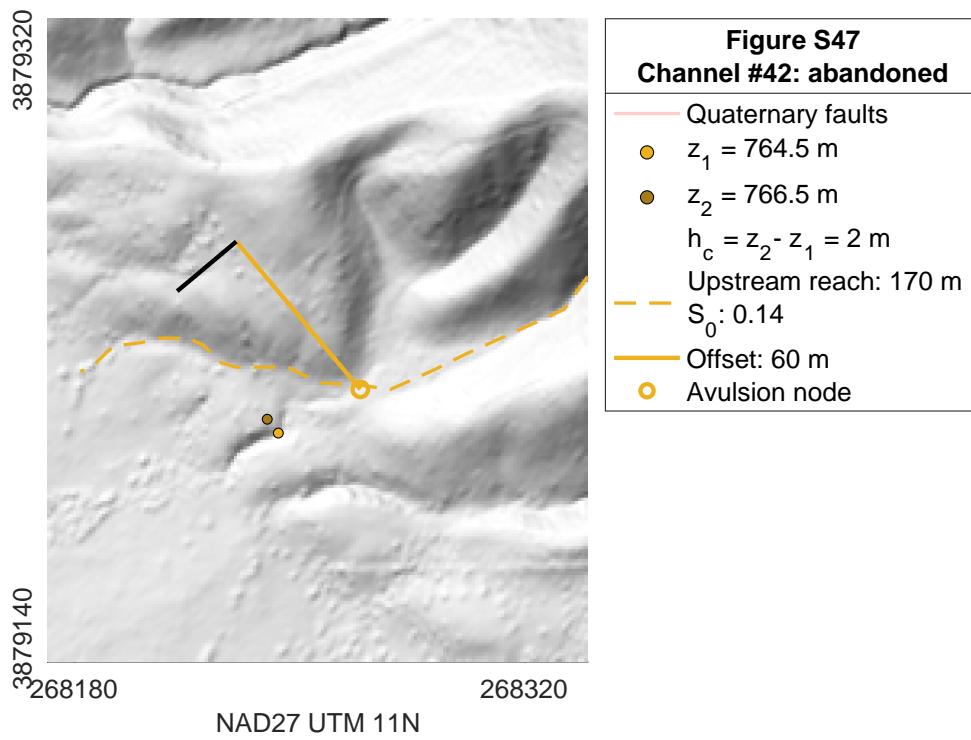 3879320
3879140
268180
268320
NAD27 UTM 11N
Figure S47
Channel #42: abandoned
Quaternary faults
z₁ = 764.5 m
z₂ = 766.5 m
h_c = z₂- z₁ = 2 m
Upstream reach: 170 m
S₀: 0.14
Offset: 60 m
Avulsion node